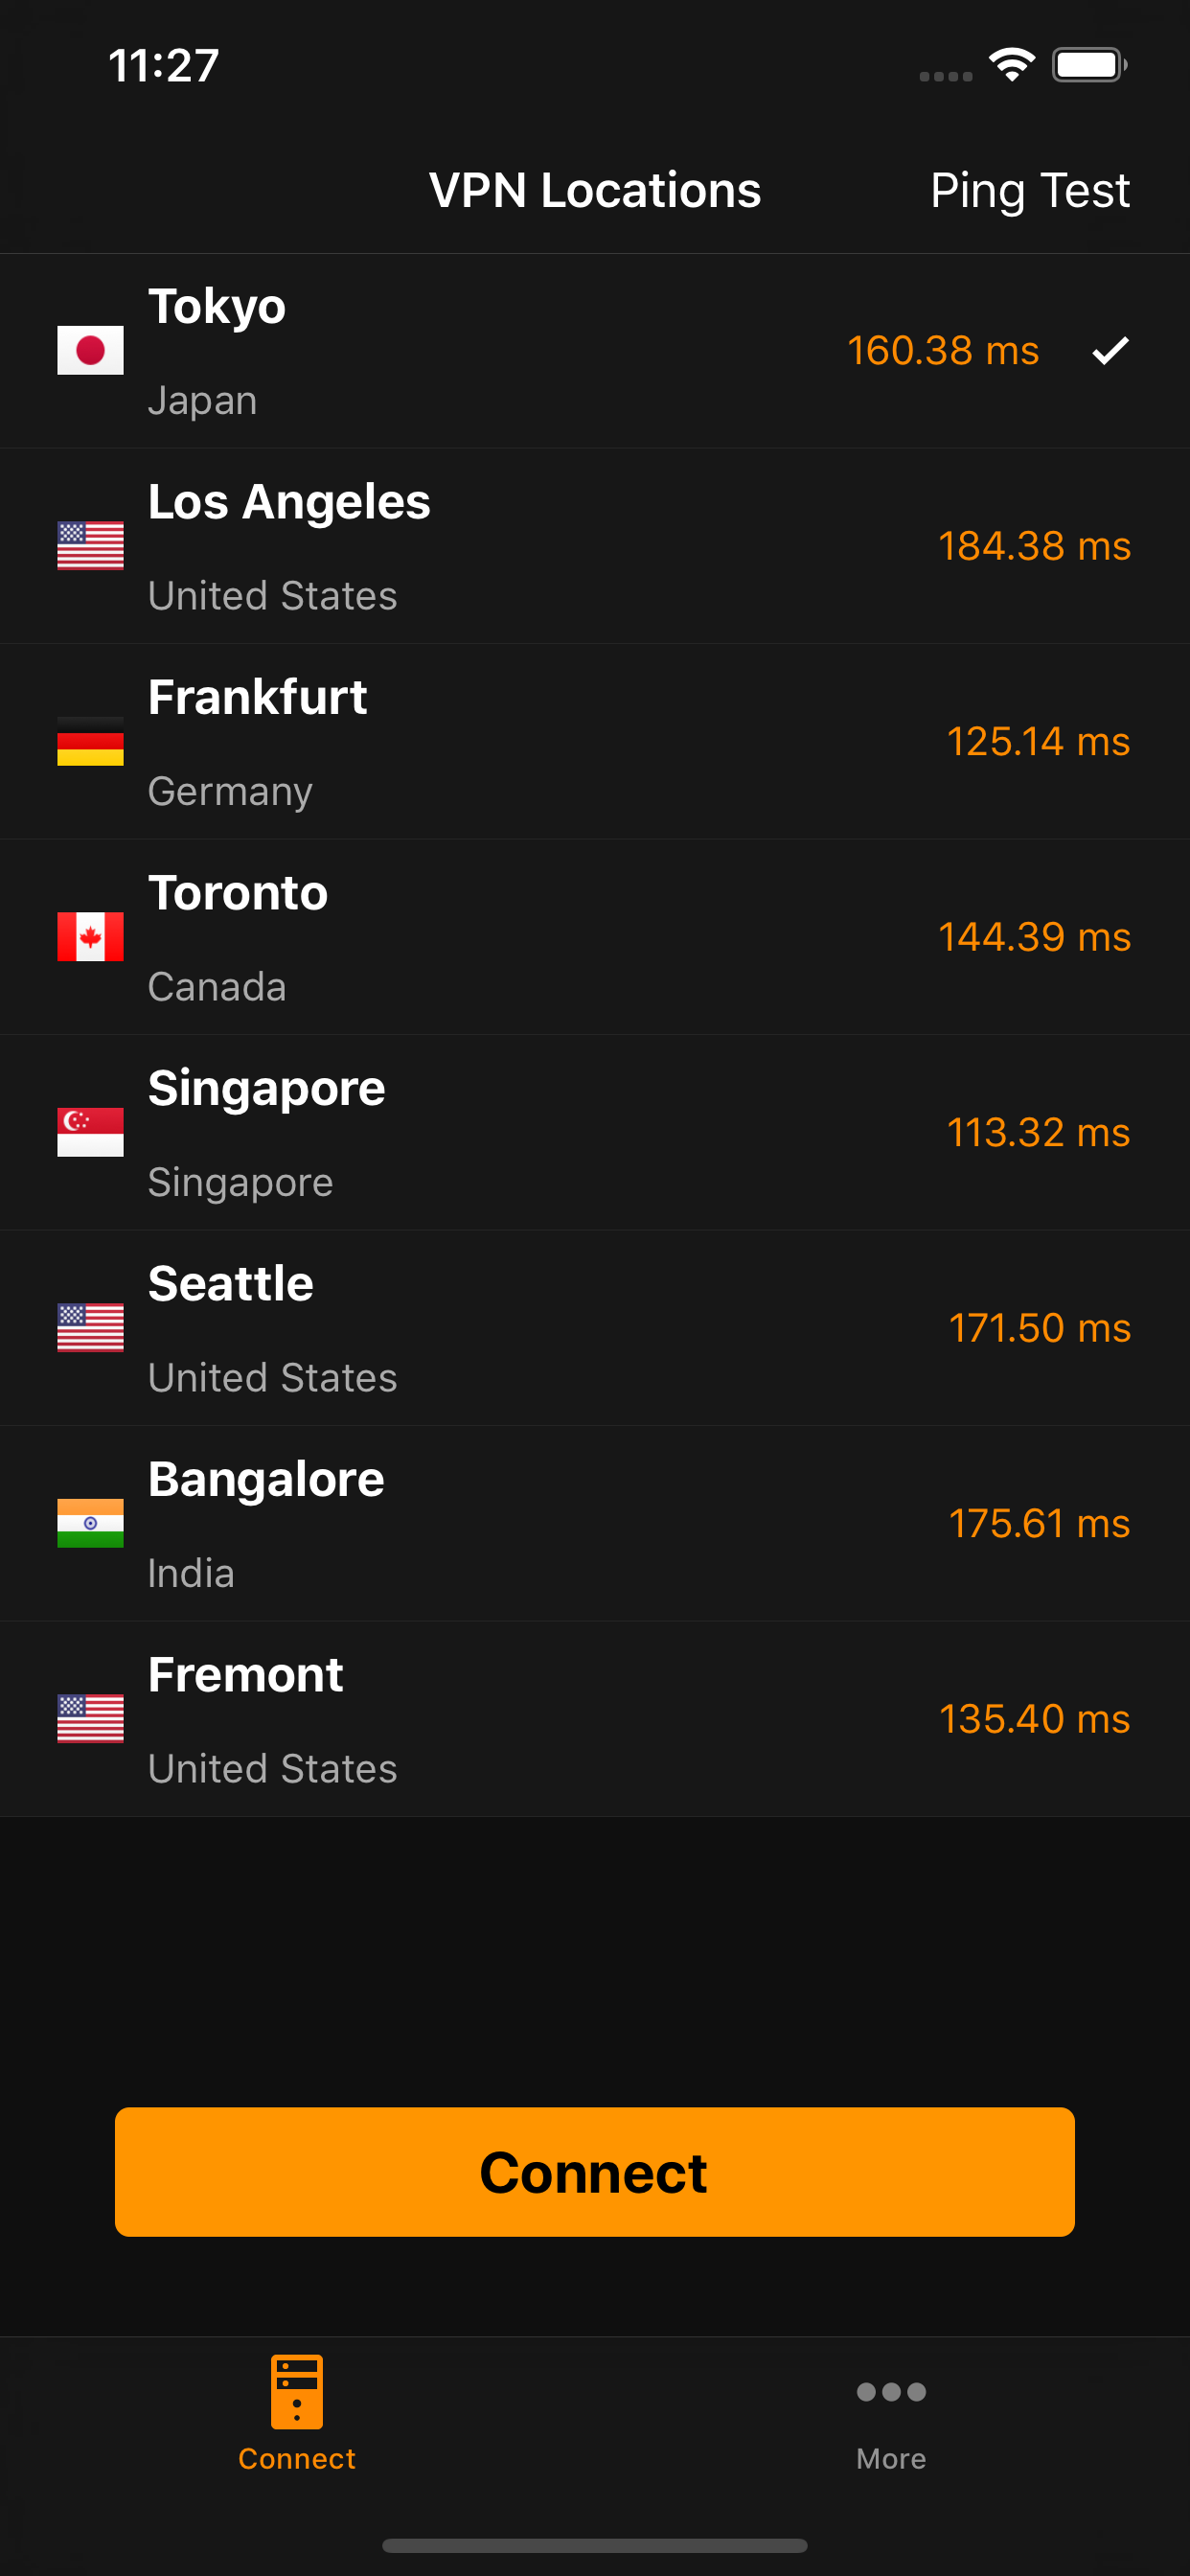 11:27
VPN Locations
Ping Test
Tokyo
160.38 ms
Japan
Los Angeles
184.38 ms
United States
Frankfurt
125.14 ms
Germany
Toronto
144.39 ms
Canada
Singapore
113.32 ms
Singapore
Seattle
171.50 ms
United States
Bangalore
175.61 ms
India
Fremont
135.40 ms
United States
Connect
Connect
More